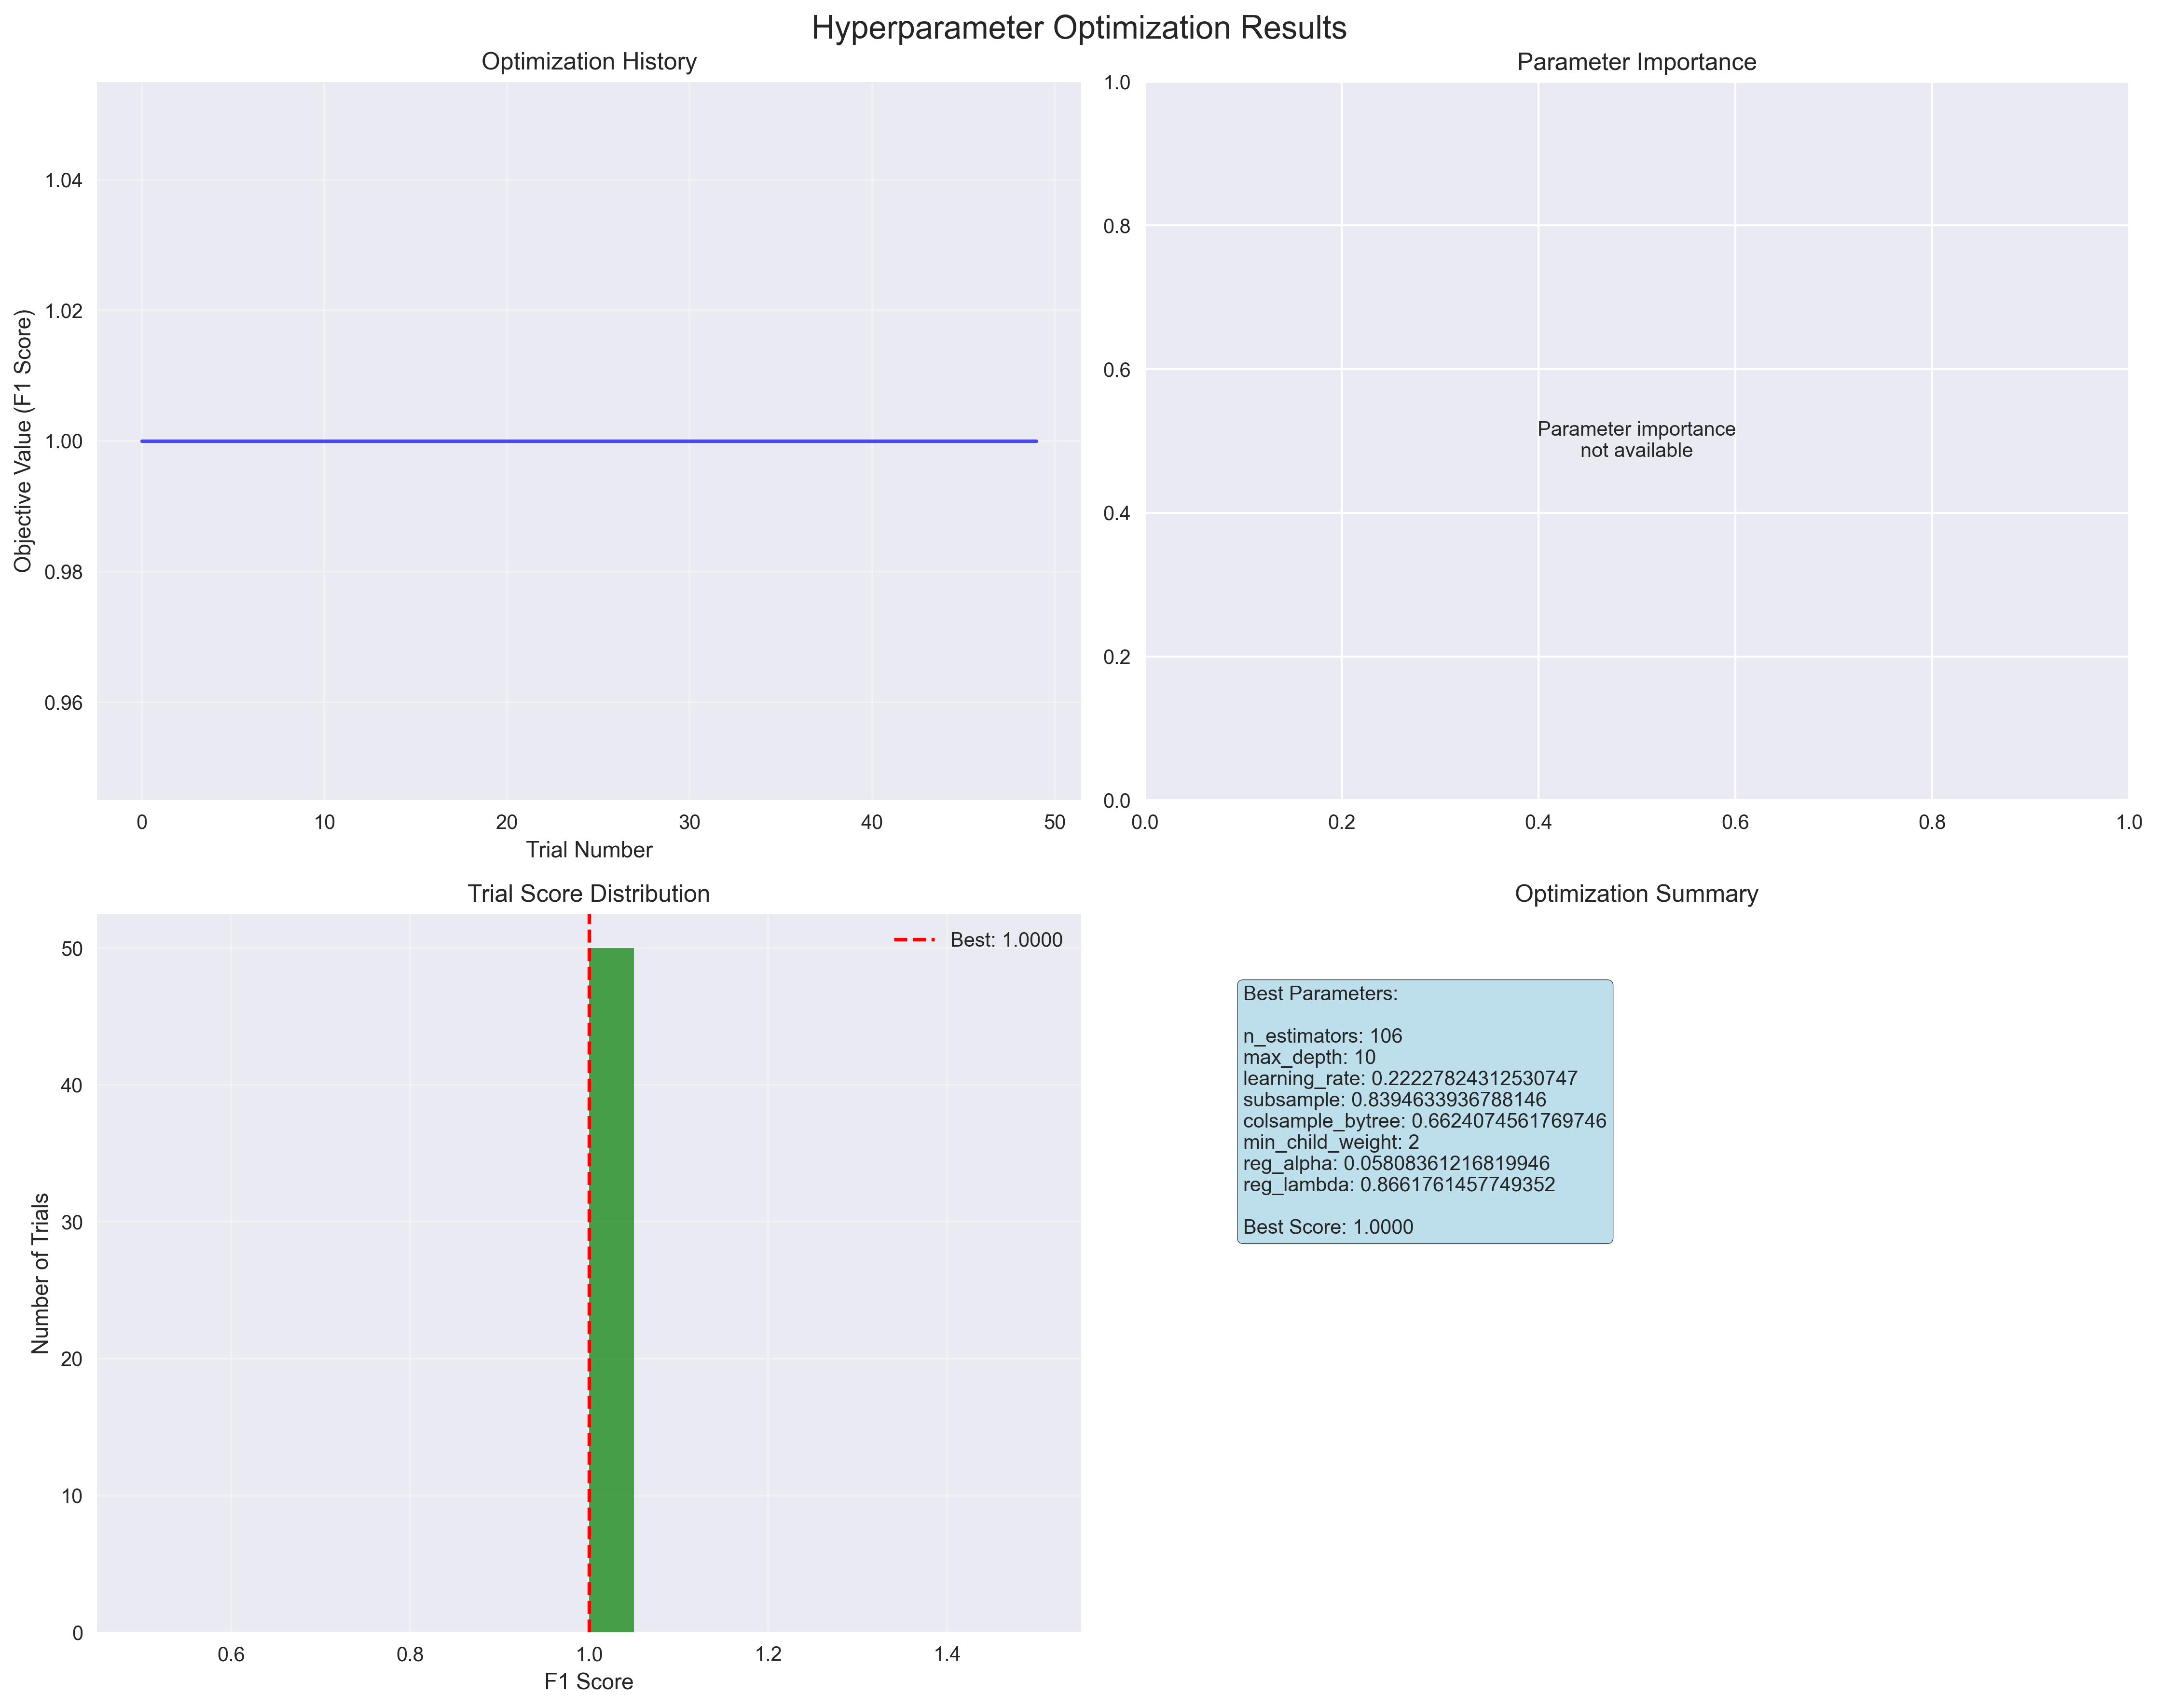 Hyperparameter Optimization Results
Optimization History
Objective Value (F1 Score)
1.04
1.02
1.00
0.98
0.96
0
10
20
30
40
50
Trial Number
Parameter Importance
1.0
0.8
0.6
0.4
0.2
0.0
Parameter importance
not available
0.0
0.2
0.4
0.6
0.8
1.0
Trial Score Distribution
Number of Trials
50
40
30
20
10
0
Best: 1.0000
0.6
0.8
1.0
1.2
1.4
F1 Score
Optimization Summary
Best Parameters:
n_estimators: 106
max_depth: 10
learning_rate: 0.22227824312530747
subsample: 0.8394633936788146
colsample_bytree: 0.6624074561769746
min_child_weight: 2
reg_alpha: 0.05808361216819946
reg_lambda: 0.8661761457749352
Best Score: 1.0000